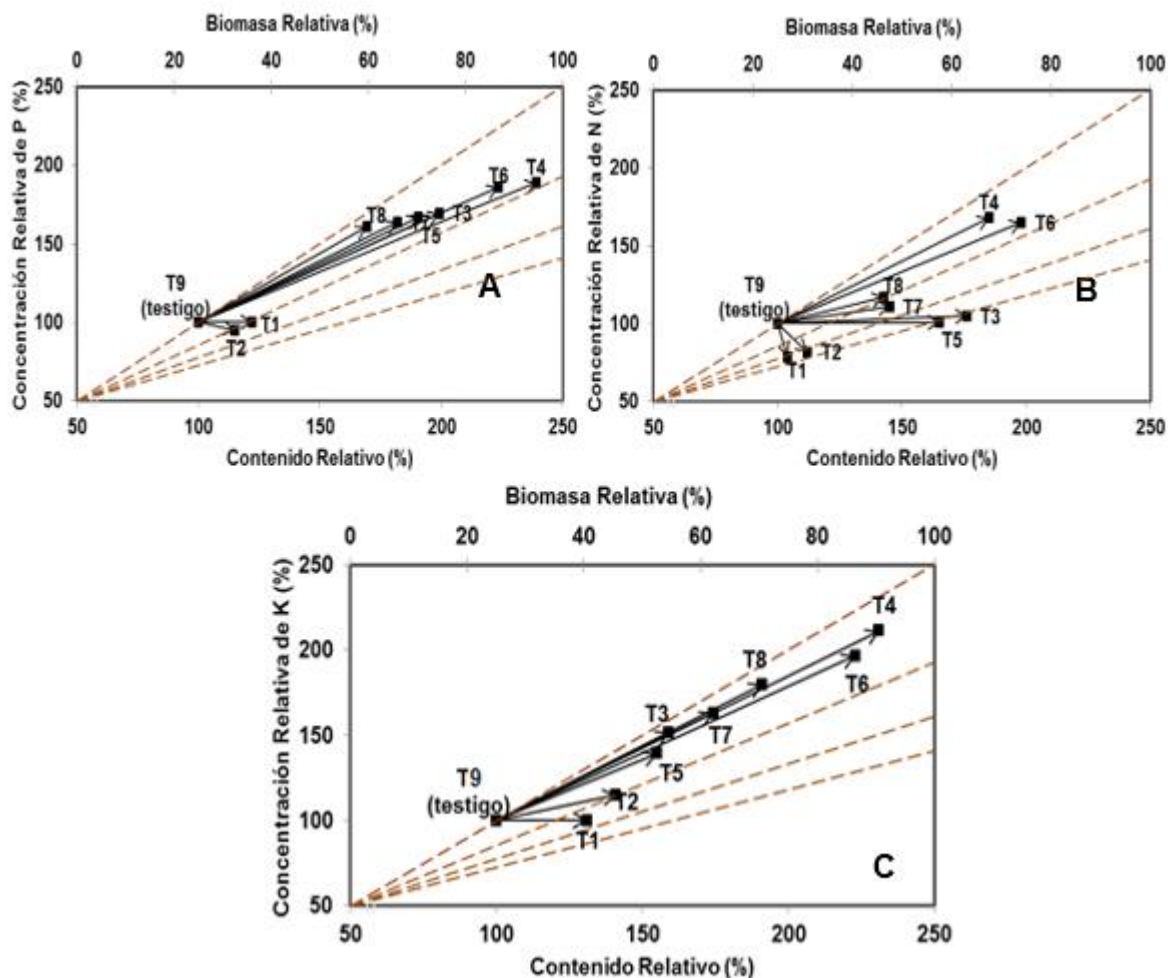 Biomasa Relativa (%)
0 20 40 60 80 100
Concentración Relativa de P (%)
250
200
150
100
50
T6 T4
T8 T7 T3
T5
T9
(testigo)
T1
T2
A
50 100 150 200 250
Contenido Relativo (%)
Biomasa Relativa (%)
0 20 40 60 80 100
Concentración Relativa de N (%)
250
200
150
100
50
T4
T6
T8
T7
T9
(testigo)
T3
T5
T2
T1
B
50 100 150 200 250
Contenido Relativo (%)
Biomasa Relativa (%)
0 20 40 60 80 100
Concentración Relativa de K (%)
250
200
150
100
50
T4
T8
T6
T3
T7
T5
T9
(testigo)
T2
T1
C
50 100 150 200 250
Contenido Relativo (%)